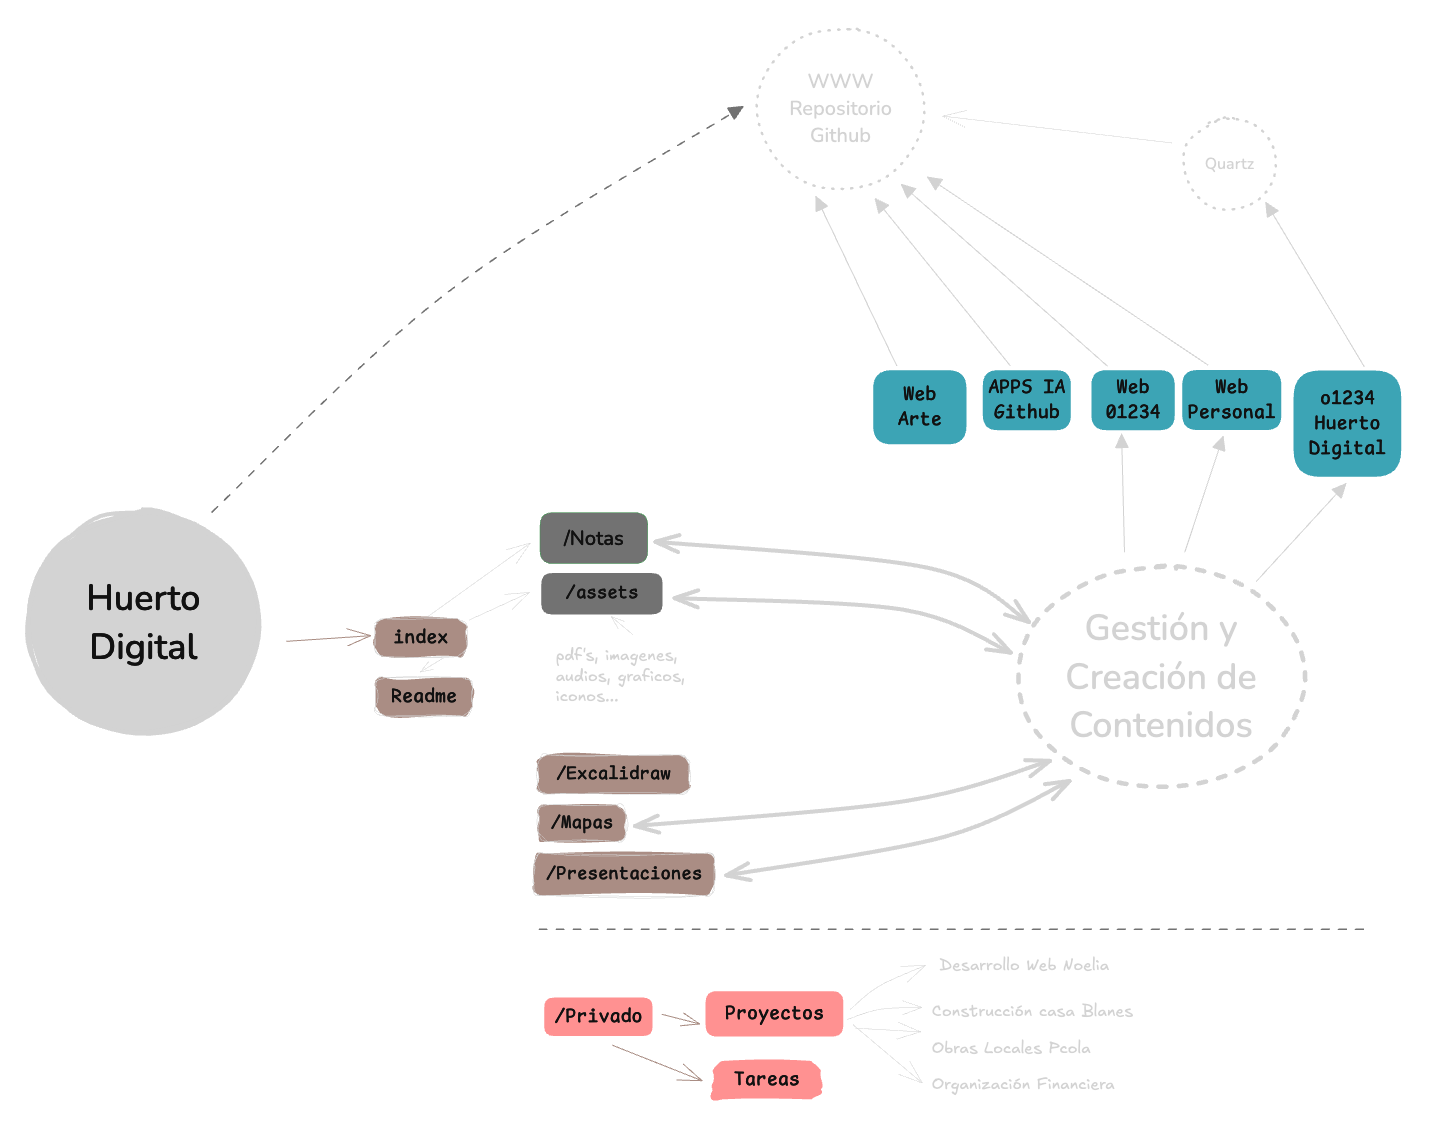 WWW
Repositorio
Github
Quartz
Web
Arte
APPS IA
Github
Web
01234
Web
Personal
o1234
Huerto
Digital
Huerto
Digital
index
Readme
/Notas
/assets
pdf's, imagenes,
audios, graficos,
iconos...
/Excalidraw
/Mapas
/Presentaciones
Gestión y
Creación de
Contenidos
/Privado
Proyectos
Tareas
Desarrollo Web Noelia
Construcción casa Blanes
Obras Locales Pcola
Organización Financiera